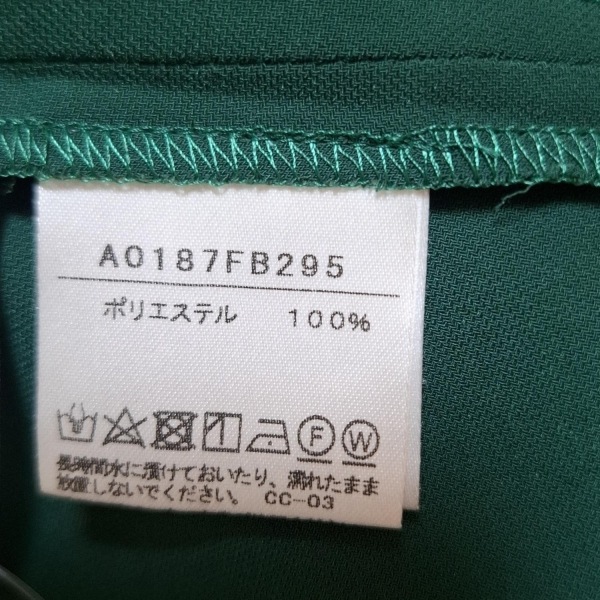 A0187FB295
ポリエステル 100%
F W
長時間水に漬けておいたり、濡れたまま
放置しないでください。 CC-03